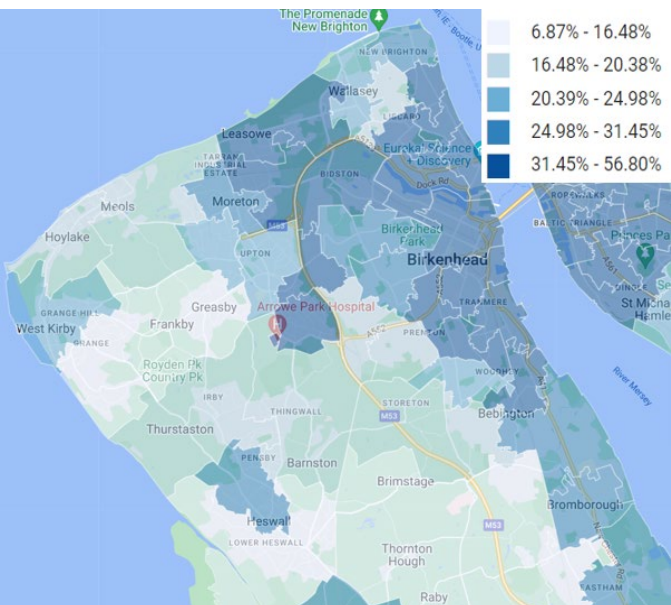 The Promenade
New Brighton
NEW BRIGHTON
Wallasey
LISCARD
Leasowe
TARRAN
INDUSTRIAL
ESTATE
BIDSTON
Eureka! Science
+ Discovery
Dock Rd
Moreton
M53
Meols
Hoylake
UPTON
Birkenhead
Park
Birkenhead
Greasby
Arrowe Park Hospital
TRANMERE
GRANGE HILL
West Kirby
GRANGE
Frankby
PRENTON
Royden Pk
Country Pk
WOODHEY
IRBY
THINGWALL
STORETON
M53
Bebington
Thurstaston
PENSBY
Barnston
Brimstage
Heswall
LOWER HESWALL
M53
Bromborough
Thornton
Hough
EASTHAM
Raby
River Mersey
ROPEWALKS
BALTIC TRIANGLE
Princes Pa
A561
DINGLE
St Micha
Hamle
6.87% - 16.48%
16.48% - 20.38%
20.39% - 24.98%
24.98% - 31.45%
31.45% - 56.80%